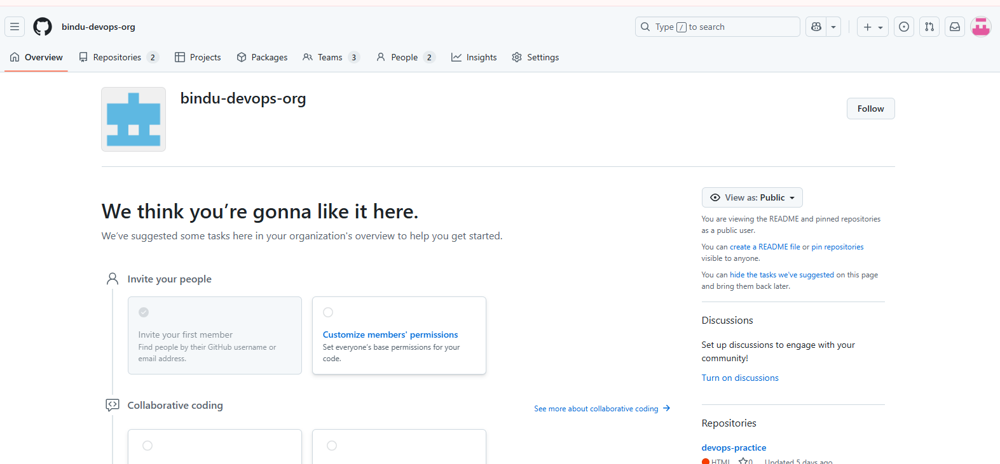 bindu-devops-org
Type / to search
Overview
Repositories 2
Projects
Packages
Teams 3
People 2
Insights
Settings
bindu-devops-org
Follow
We think you’re gonna like it here.
We’ve suggested some tasks here in your organization's overview to help you get started.
Invite your people
Invite your first member
Find people by their GitHub username or
email address.
Customize members' permissions
Set everyone's base permissions for your
code.
Collaborative coding
See more about collaborative coding
View as: Public
You are viewing the README and pinned repositories
as a public user.
You can create a README file or pin repositories
visible to anyone.
You can hide the tasks we've suggested on this page
and bring them back later.
Discussions
Set up discussions to engage with your
community!
Turn on discussions
Repositories
devops-practice
HTML 0 Updated 5 days ago